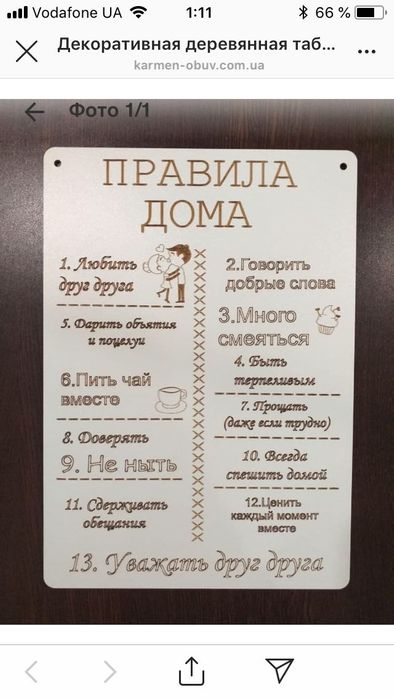 Vodafone UA
1:11
66 %
Декоративная деревянная таб...
karmen-obuv.com.ua
Фото 1/1
ПРАВИЛА
ДОМА
1. Любить
друг друга
2.Говорить
добрые слова
3.Много
смеяться
4. Быть
терпеливым
5. Дарить объятия
и поцелуи
6.Пить чай
вместе
7. Прощать
(даже если трудно)
8. Доверять
9. Не ныть
10. Всегда
спешить домой
11. Сдерживать
обещания
12.Ценить
каждый момент
вместе
13. Уважать друг друга